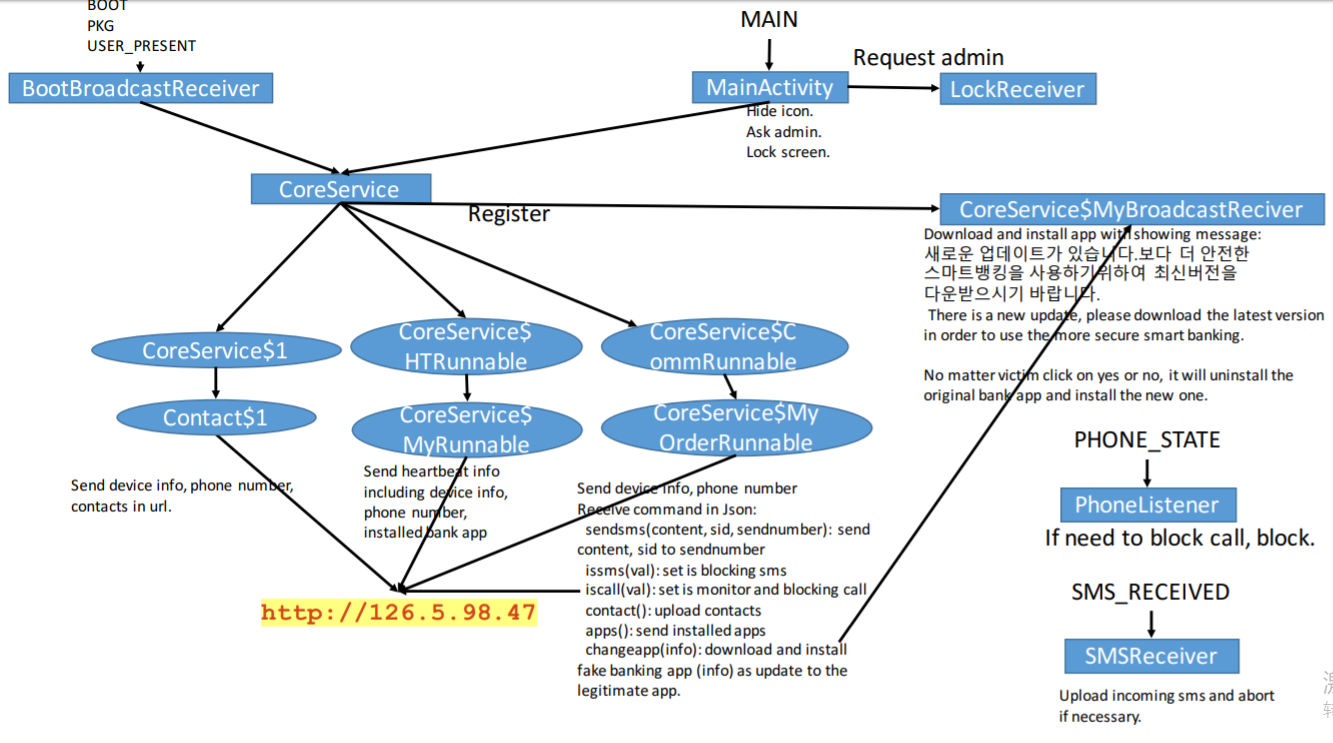 BOOT
PKG
USER_PRESENT
BootBroadcastReceiver
MAIN
MainActivity
Hide icon.
Ask admin.
Lock screen.
Request admin
LockReceiver
CoreService
Register
CoreService$MyBroadcastReciver
Download and install app with showing message:
새로운 업데이트가 있습니다.보다 더 안전한
스마트뱅킹을 사용하기위하여 최신버전을
다운받으시기 바랍니다.
There is a new update, please download the latest version
in order to use the more secure smart banking.
No matter victim click on yes or no, it will uninstall the
original bank app and install the new one.
CoreService$1
Contact$1
Send device info, phone number,
contacts in url.
CoreService$
HTRunnable
CoreService$
MyRunnable
Send heartbeat info
including device info,
phone number,
installed bank app
CoreService$C
ommRunnable
CoreService$My
OrderRunnable
Send device info, phone number
Receive command in Json:
sendsms(content, sid, sendnumber): send
content, sid to sendnumber
issms(val): set is blocking sms
iscall(val): set is monitor and blocking call
contact(): upload contacts
apps(): send installed apps
changeapp(info): download and install
fake banking app (info) as update to the
legitimate app.
http://126.5.98.47
PHONE_STATE
PhoneListener
If need to block call, block.
SMS_RECEIVED
SMSReceiver
Upload incoming sms and abort
if necessary.